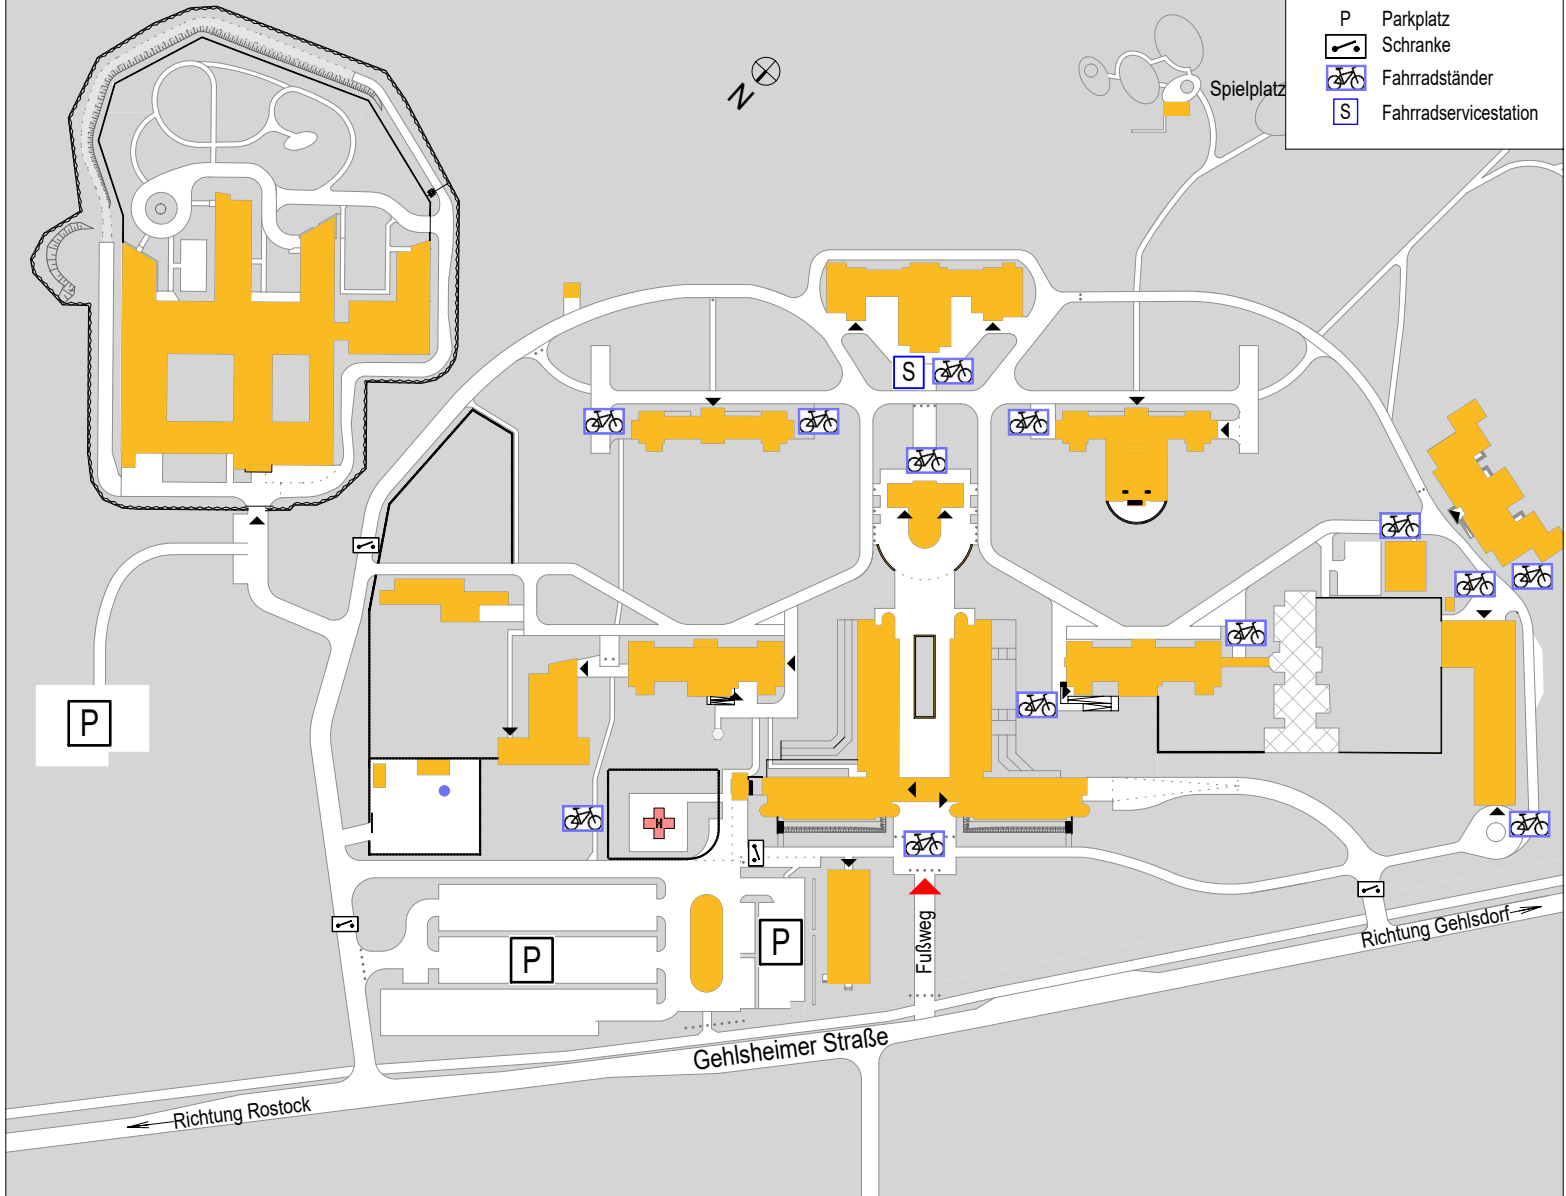 P Parkplatz
Schranke
Fahrradständer
S Fahrradservicestation
N
Spielplatz
S
P
H
P
P
Fußweg
Richtung Gehlsdorf
Gehlsheimer Straße
Richtung Rostock